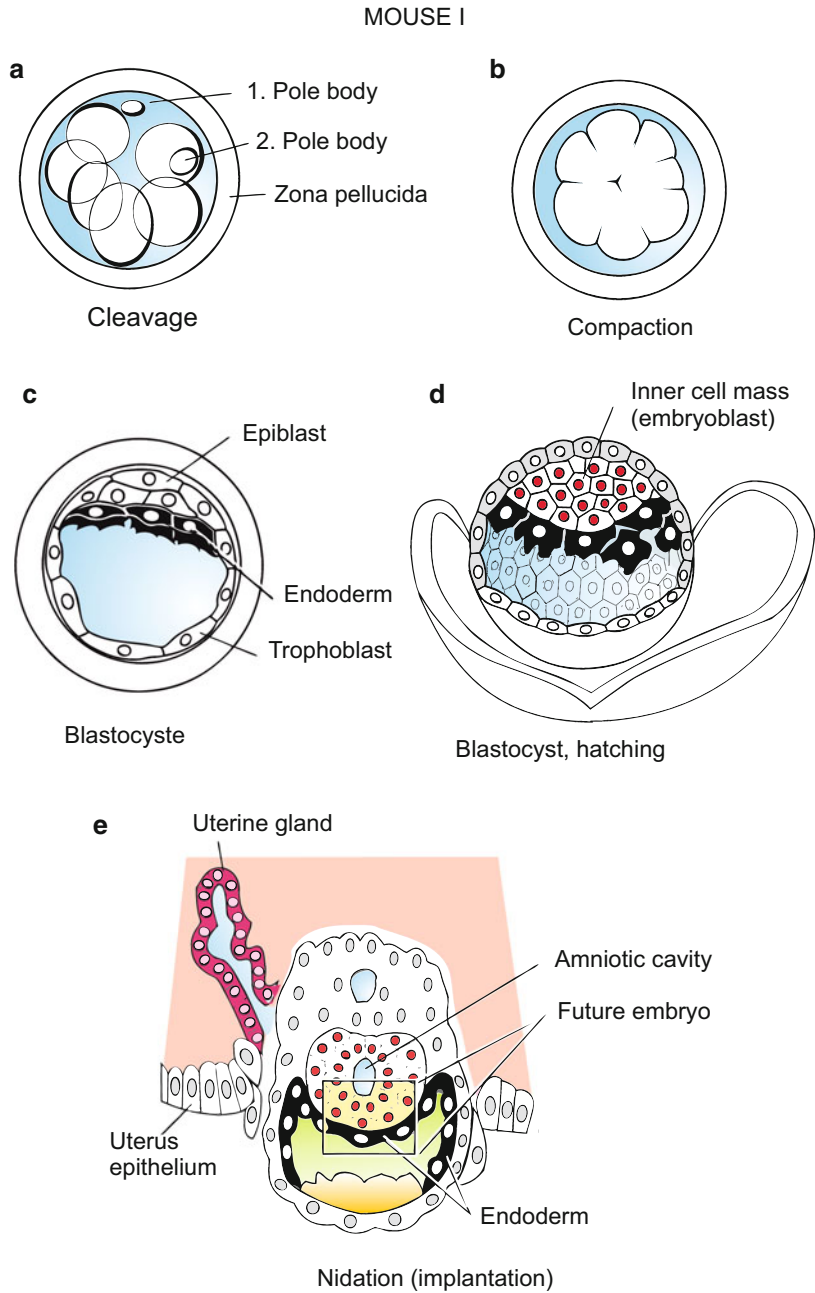 MOUSE I
a
1. Pole body
2. Pole body
Zona pellucida
Cleavage
b
Compaction
c
Epiblast
Endoderm
Trophoblast
Blastocyste
d
Inner cell mass
(embryoblast)
Blastocyst, hatching
e
Uterine gland
Amniotic cavity
Future embryo
Uterus
epithelium
Endoderm
Nidation (implantation)